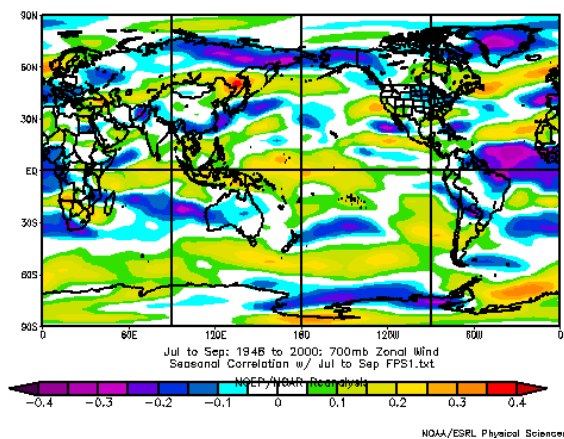 90N
60N
30N
EQ
30S
60S
90S
0 60E 120E 180 120W 60W 0
Jul to Sep: 1948 to 2000: 700mb Zonal Wind
Seasonal Correlation w/ Jul to Sep FPS1.txt
NCEP/NCAR Reanalysis
-0.4 -0.3 -0.2 -0.1 0 0.1 0.2 0.3 0.4
NOAA/ESRL Physical Sciences